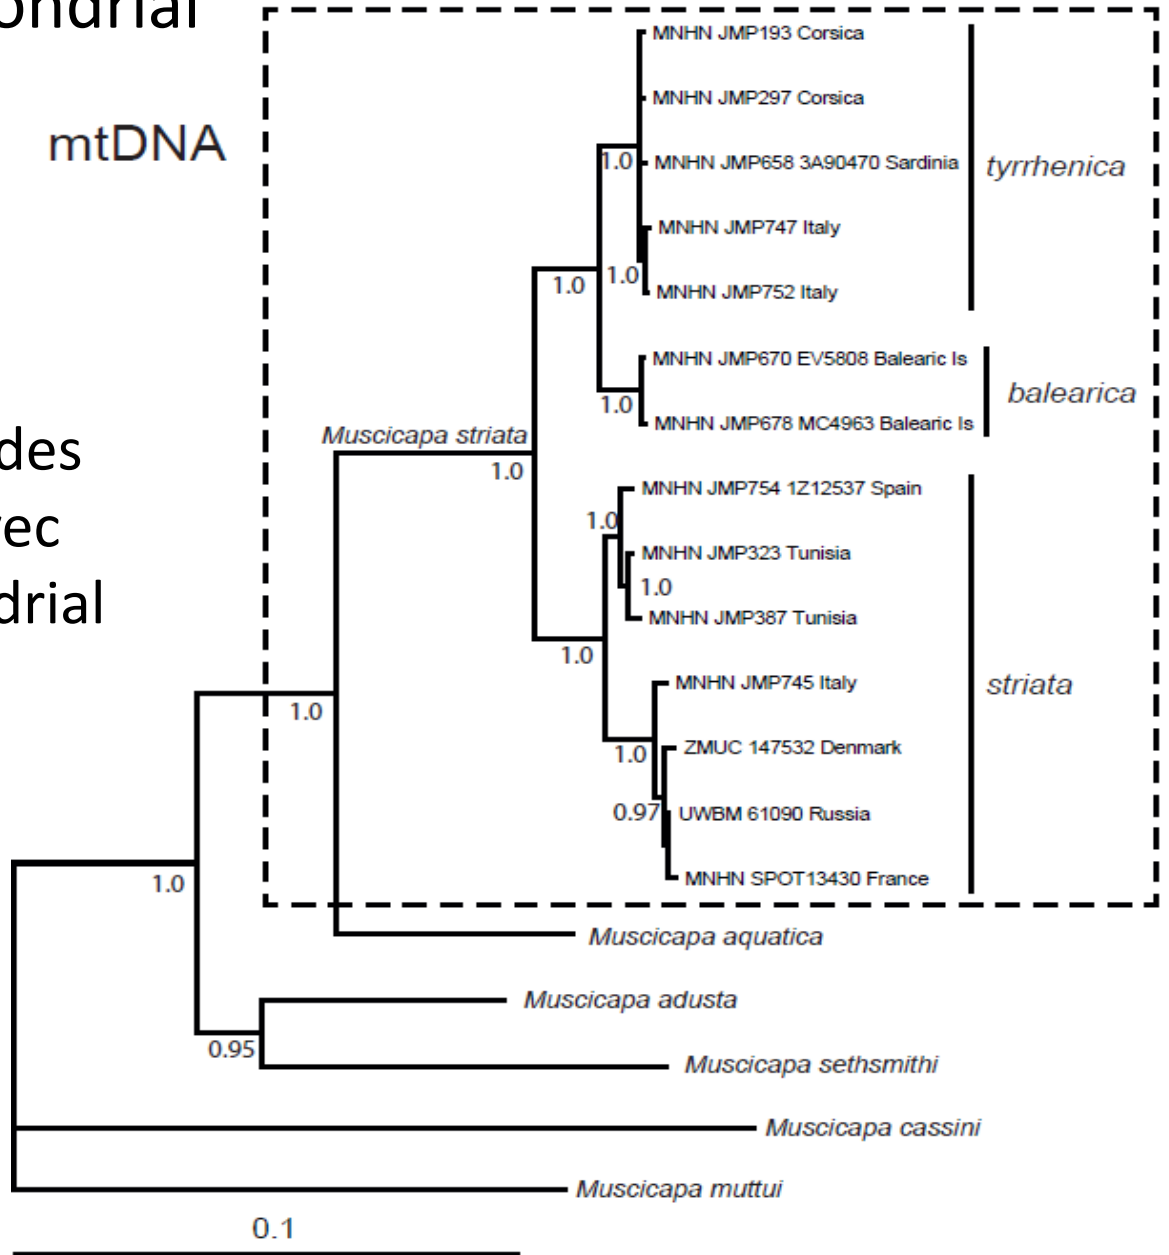 ondrial
mtDNA
des
vec
drial
MNHN JMP193 Corsica
MNHN JMP297 Corsica
1.0
MNHN JMP658 3A90470 Sardinia
tyrrhenica
MNHN JMP747 Italy
1.0
1.0
MNHN JMP752 Italy
MNHN JMP670 EV5808 Balearic Is
balearica
1.0
MNHN JMP678 MC4963 Balearic Is
Muscicapa striata
1.0
MNHN JMP754 1Z12537 Spain
1.0
MNHN JMP323 Tunisia
1.0
MNHN JMP387 Tunisia
1.0
MNHN JMP745 Italy
striata
1.0
1.0
ZMUC 147532 Denmark
0.97
UWBM 61090 Russia
MNHN SPOT13430 France
1.0
Muscicapa aquatica
Muscicapa adusta
0.95
Muscicapa sethsmithi
Muscicapa cassini
Muscicapa muttui
0.1